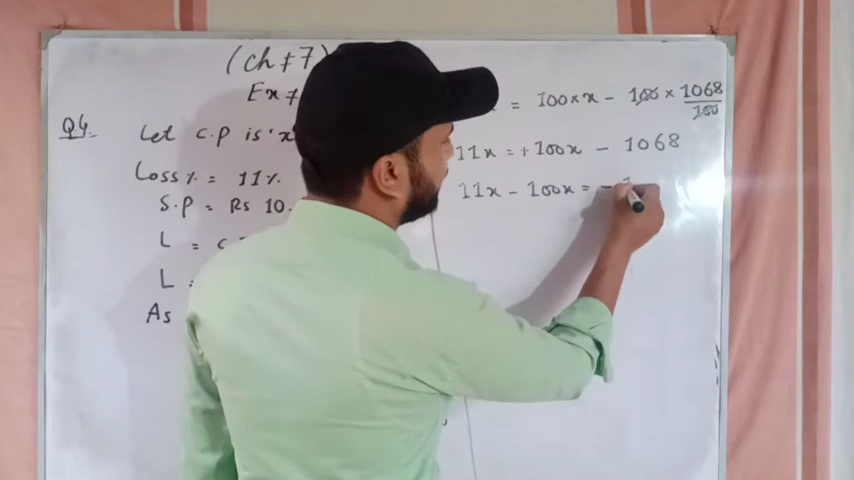 (Ch # 7)
Ex
Q4.
Let C.P is 'x
Loss % = 11%
S.P = Rs 10
L = C
L =
As
= 100 × x - 100 × 1068/100
11x = + 100x - 1068
11x - 100x = - 1